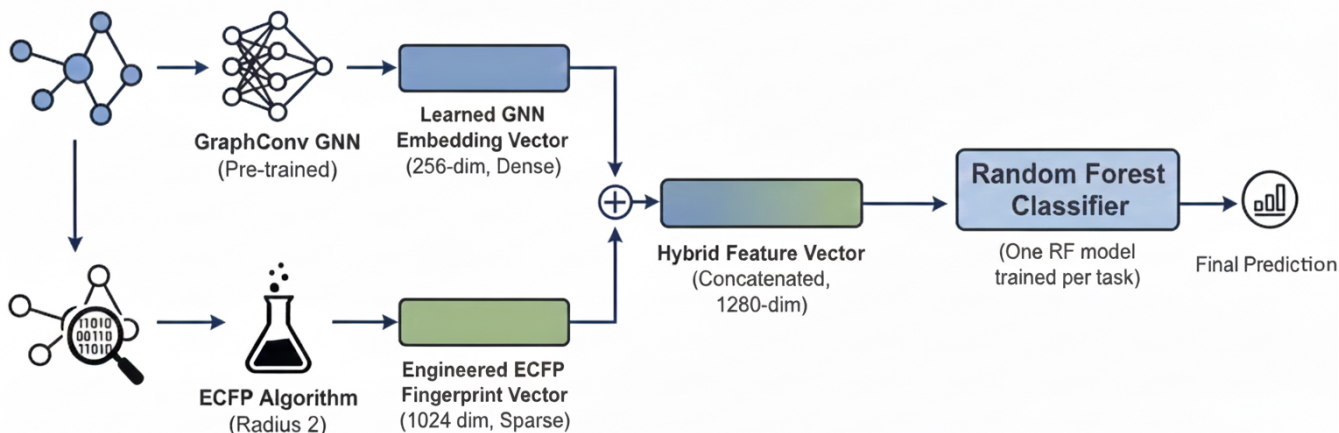 GraphConv GNN
(Pre-trained)
Learned GNN
Embedding Vector
(256-dim, Dense)
11010
00110
11010
ECFP Algorithm
(Radius 2)
Engineered ECFP
Fingerprint Vector
(1024 dim, Sparse)
Hybrid Feature Vector
(Concatenated,
1280-dim)
Random Forest
Classifier
(One RF model
trained per task)
Final Prediction